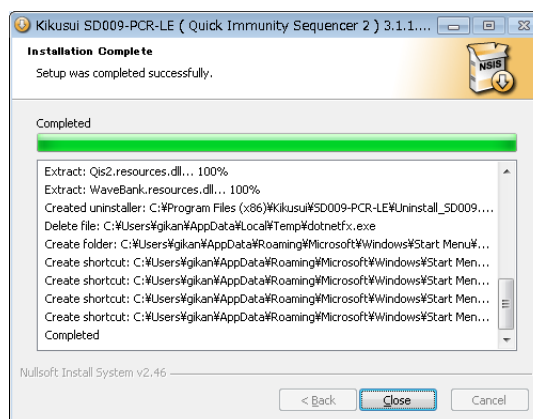 Kikusui SD009-PCR-LE ( Quick Immunity Sequencer 2 ) 3.1.1....
Installation Complete
Setup was completed successfully.
NSIS
Completed
Extract: Qis2.resources.dll... 100%
Extract: WaveBank.resources.dll... 100%
Created uninstaller: C:¥Program Files (x86)¥Kikusui¥SD009-PCR-LE¥Uninstall_SD009....
Delete file: C:¥Users¥gikan¥AppData¥Local¥Temp¥dotnetfx.exe
Create folder: C:¥Users¥gikan¥AppData¥Roaming¥Microsoft¥Windows¥Start Menu¥...
Create shortcut: C:¥Users¥gikan¥AppData¥Roaming¥Microsoft¥Windows¥Start Men...
Create shortcut: C:¥Users¥gikan¥AppData¥Roaming¥Microsoft¥Windows¥Start Men...
Create shortcut: C:¥Users¥gikan¥AppData¥Roaming¥Microsoft¥Windows¥Start Men...
Create shortcut: C:¥Users¥gikan¥AppData¥Roaming¥Microsoft¥Windows¥Start Men...
Completed
Nullsoft Install System v2.46
< Back Close Cancel